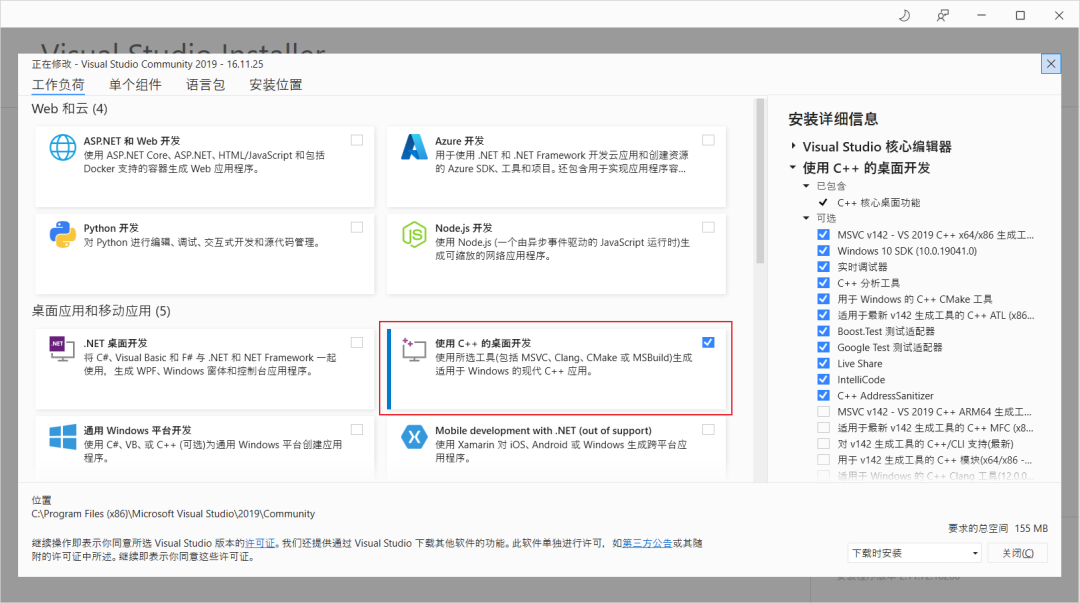 Visual Studio Installer
正在修改 - Visual Studio Community 2019 - 16.11.25
工作负荷 单个组件 语言包 安装位置
Web 和云 (4)
ASP.NET 和 Web 开发
使用 ASP.NET Core、ASP.NET、HTML/JavaScript 和包括
Docker 支持的容器生成 Web 应用程序。
Azure 开发
用于使用 .NET 和 .NET Framework 开发云应用和创建资源
的 Azure SDK、工具和项目。还包含用于实现应用程序容...
Python 开发
对 Python 进行编辑、调试、交互式开发和源代码管理。
Node.js 开发
使用 Node.js (一个由异步事件驱动的 JavaScript 运行时)生
成可缩放的网络应用程序。
桌面应用和移动应用 (5)
.NET
.NET 桌面开发
将 C#、Visual Basic 和 F# 与 .NET 和 .NET Framework 一起
使用，生成 WPF、Windows 窗体和控制台应用程序。
使用 C++ 的桌面开发
使用所选工具(包括 MSVC、Clang、CMake 或 MSBuild)生成
适用于 Windows 的现代 C++ 应用。
通用 Windows 平台开发
使用 C#、VB、或 C++ (可选)为通用 Windows 平台创建应用
程序。
Mobile development with .NET (out of support)
使用 Xamarin 对 iOS、Android 或 Windows 生成跨平台应
用程序。
安装详细信息
Visual Studio 核心编辑器
使用 C++ 的桌面开发
已包含
C++ 核心桌面功能
可选
MSVC v142 - VS 2019 C++ x64/x86 生成工...
Windows 10 SDK (10.0.19041.0)
实时调试器
C++ 分析工具
用于 Windows 的 C++ CMake 工具
适用于最新 v142 生成工具的 C++ ATL (x86...
Boost.Test 测试适配器
Google Test 测试适配器
Live Share
IntelliCode
C++ AddressSanitizer
MSVC v142 - VS 2019 C++ ARM64 生成工...
适用于最新 v142 生成工具的 C++ MFC (x8...
对 v142 生成工具的 C++/CLI 支持(最新)
用于 v142 生成工具的 C++ 模块(x64/x86 -...
适用于 Windows 的 C++ Clang 工具(12.0.0...
位置
C:\Program Files (x86)\Microsoft Visual Studio\2019\Community
继续操作即表示你同意所选 Visual Studio 版本的许可证。我们还提供通过 Visual Studio 下载其他软件的功能。此软件单独进行许可，如第三方公告或其随
附的许可证中所述。继续即表示你同意这些许可证。
要求的总空间 155 MB
下载时安装
关闭(C)